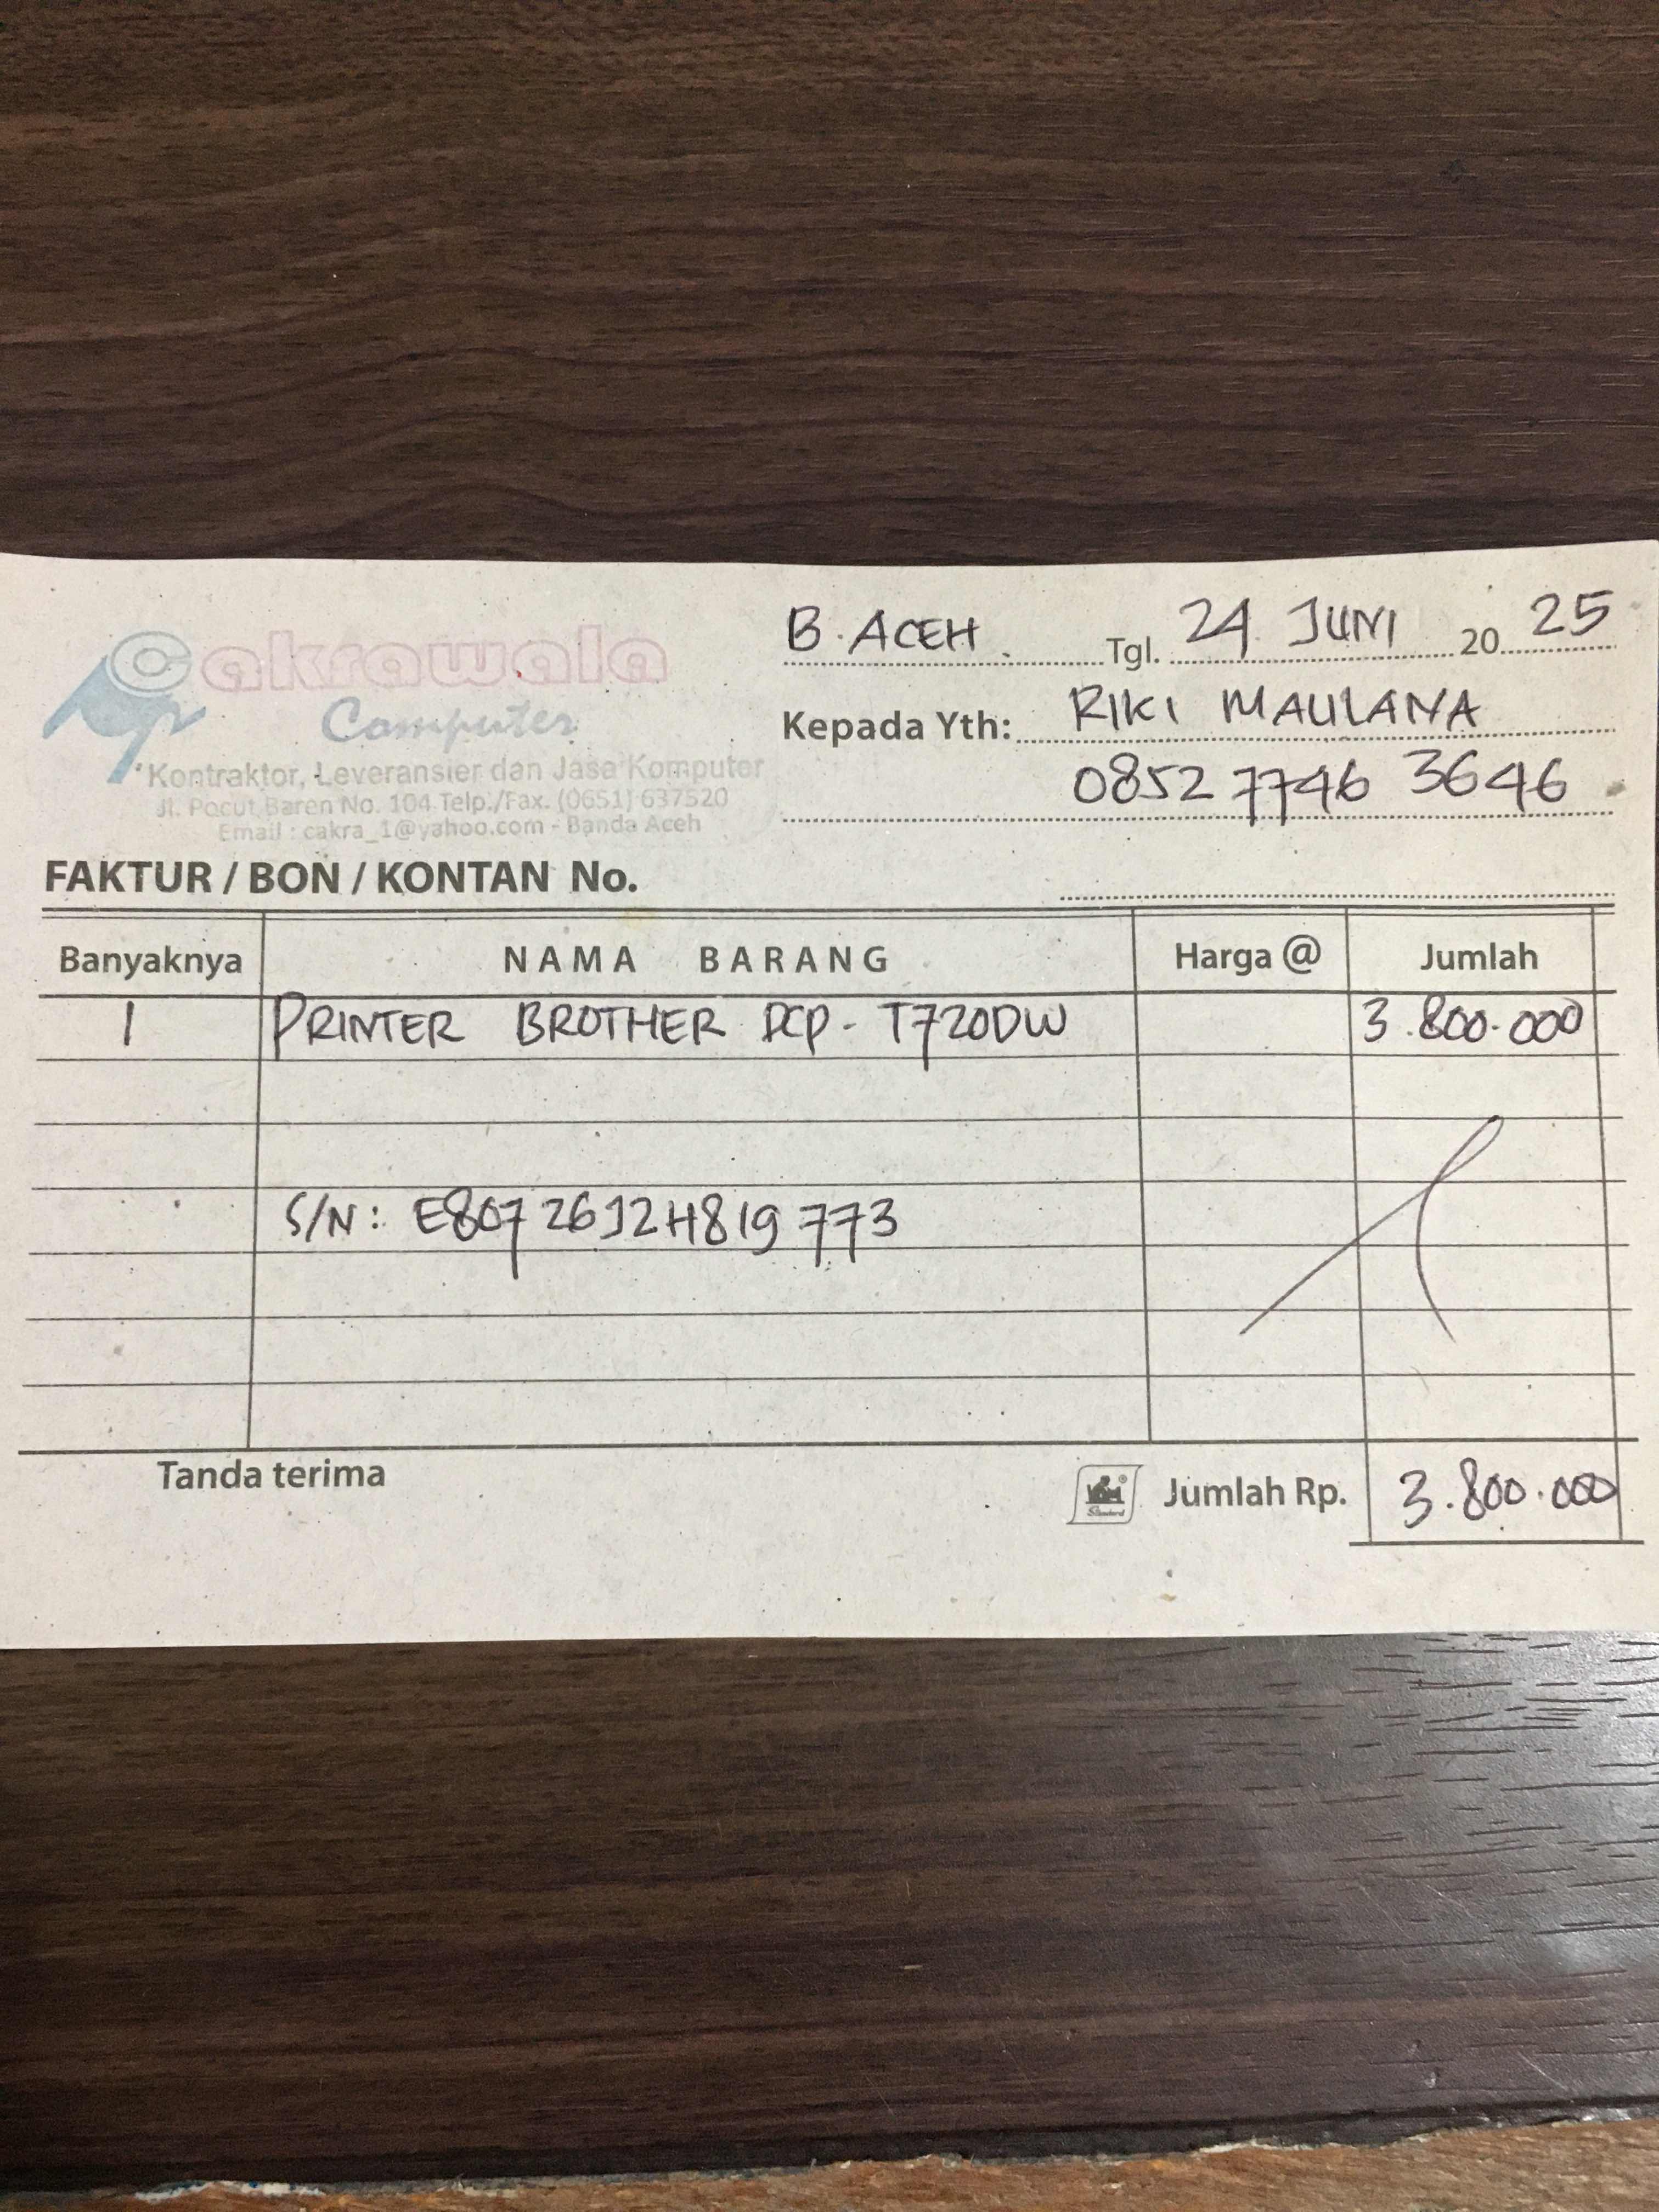 Cakrawala
Computer
Kontraktor, Leveransier dan Jasa Komputer
Jl. Pocut Baren No. 104 Telp./Fax. (0651) 637520
Email : cakra_1@yahoo.com - Banda Aceh
B. ACEH. Tgl. 24 JUNI 20 25
Kepada Yth: RIKI MAULANA
0852 7746 3646
FAKTUR / BON / KONTAN No.
Banyaknya NAMA BARANG Harga @ Jumlah
1 PRINTER BROTHER DCP - T720DW 3.800.000
S/N: E8072612H819773
Tanda terima Jumlah Rp. 3.800.000